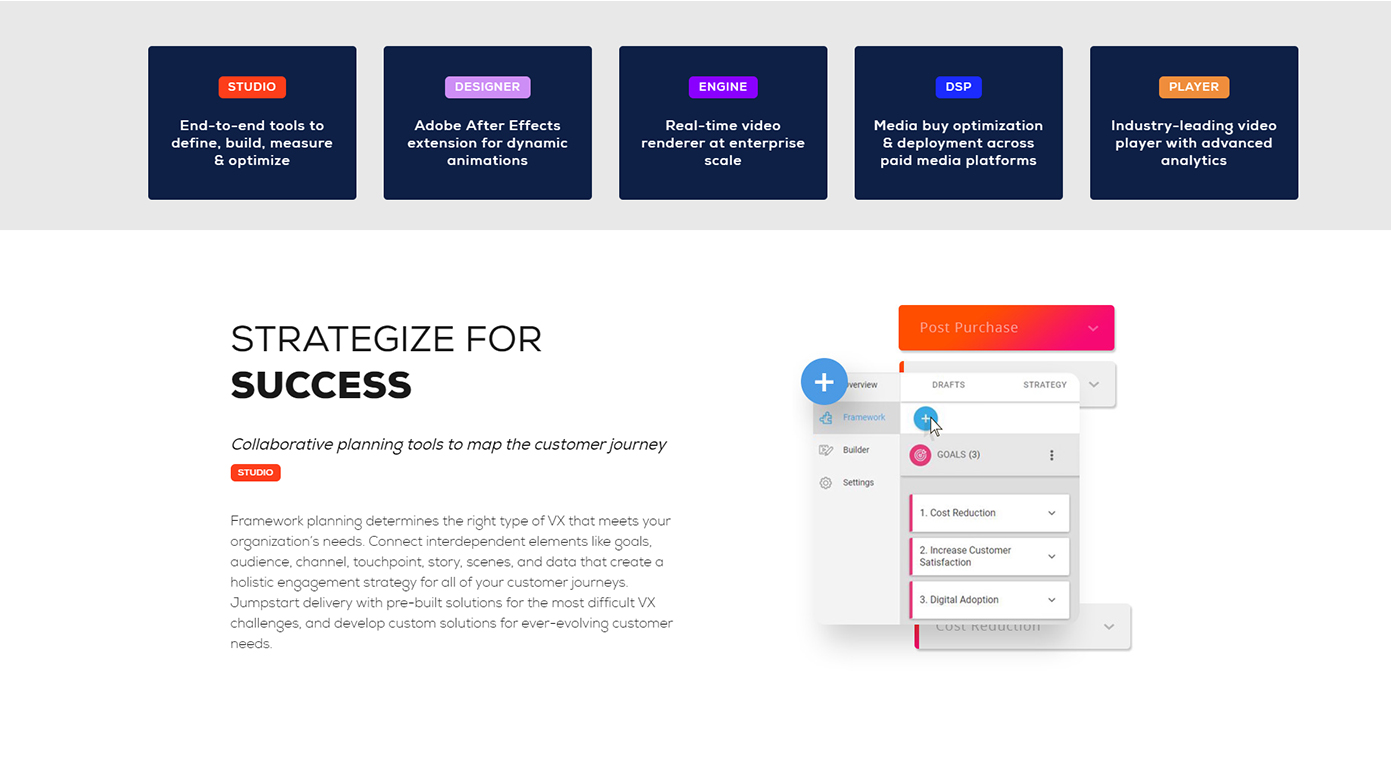 STUDIO
End-to-end tools to
define, build, measure
& optimize
DESIGNER
Adobe After Effects
extension for dynamic
animations
ENGINE
Real-time video
renderer at enterprise
scale
DSP
Media buy optimization
& deployment across
paid media platforms
PLAYER
Industry-leading video
player with advanced
analytics
STRATEGIZE FOR
SUCCESS
Collaborative planning tools to map the customer journey
STUDIO
Framework planning determines the right type of VX that meets your
organization's needs. Connect interdependent elements like goals,
audience, channel, touchpoint, story, scenes, and data that create a
holistic engagement strategy for all of your customer journeys.
Jumpstart delivery with pre-built solutions for the most difficult VX
challenges, and develop custom solutions for ever-evolving customer
needs.
Post Purchase
Overview
DRAFTS
STRATEGY
Framework
Builder
Settings
GOALS (3)
1. Cost Reduction
2. Increase Customer
Satisfaction
3. Digital Adoption
Cost Reduction